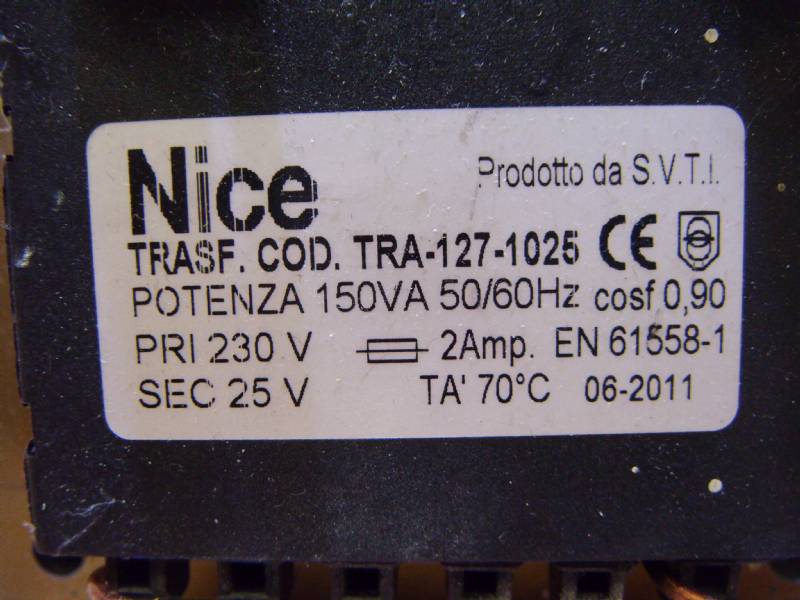 Nice
Prodotto da S.V.T.I.
TRASF. COD. TRA-127-1025 CE
POTENZA 150VA 50/60Hz cosf 0,90
PRI 230 V 2Amp. EN 61558-1
SEC 25 V TA' 70°C 06-2011